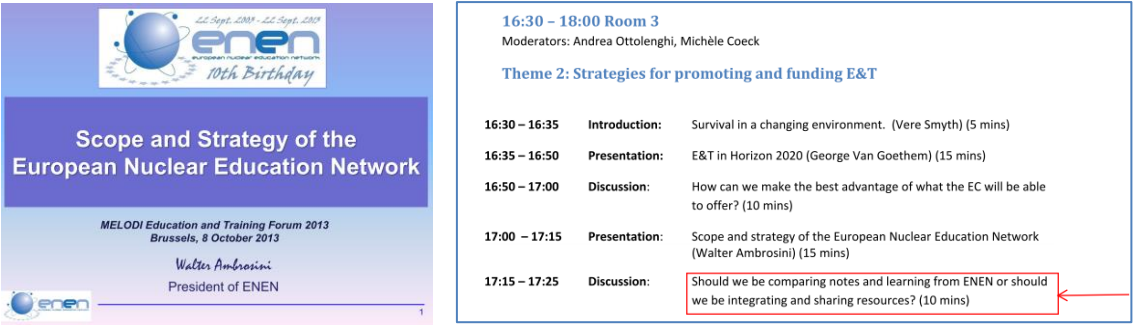 22 Sept. 2003 - 22 Sept. 2013
enen
european nuclear education network
10th Birthday
Scope and Strategy of the
European Nuclear Education Network
MELODI Education and Training Forum 2013
Brussels, 8 October 2013
Walter Ambrosini
President of ENEN
enen
1
16:30 – 18:00 Room 3
Moderators: Andrea Ottolenghi, Michèle Coeck
Theme 2: Strategies for promoting and funding E&T
16:30 – 16:35 Introduction: Survival in a changing environment. (Vere Smyth) (5 mins)
16:35 – 16:50 Presentation: E&T in Horizon 2020 (George Van Goethem) (15 mins)
16:50 – 17:00 Discussion: How can we make the best advantage of what the EC will be able
to offer? (10 mins)
17:00 – 17:15 Presentation: Scope and strategy of the European Nuclear Education Network
(Walter Ambrosini) (15 mins)
17:15 – 17:25 Discussion: Should we be comparing notes and learning from ENEN or should
we be integrating and sharing resources? (10 mins)